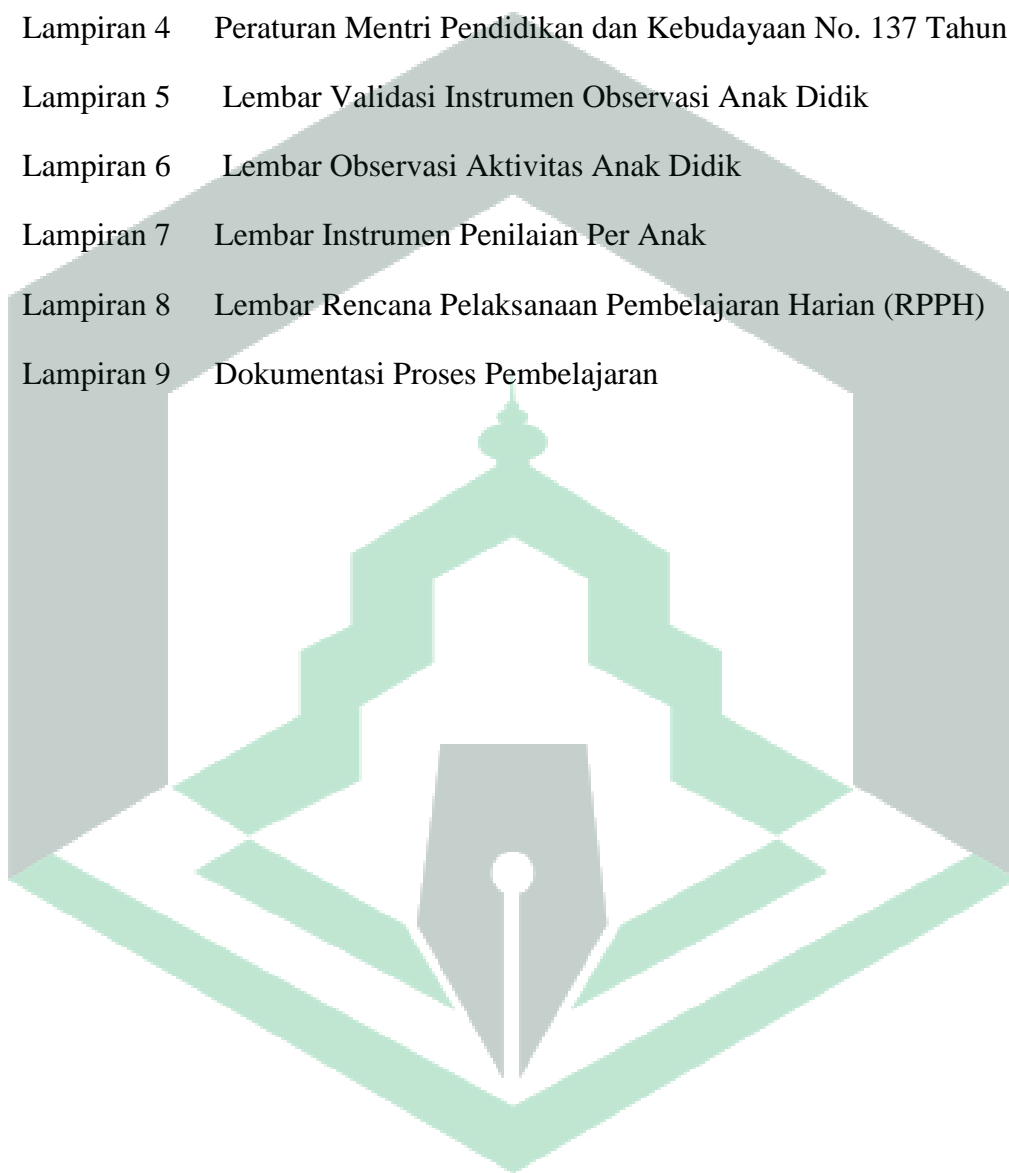 Lampiran 4 Peraturan Mentri Pendidikan dan Kebudayaan No. 137 Tahun
Lampiran 5 Lembar Validasi Instrumen Observasi Anak Didik
Lampiran 6 Lembar Observasi Aktivitas Anak Didik
Lampiran 7 Lembar Instrumen Penilaian Per Anak
Lampiran 8 Lembar Rencana Pelaksanaan Pembelajaran Harian (RPPH)
Lampiran 9 Dokumentasi Proses Pembelajaran